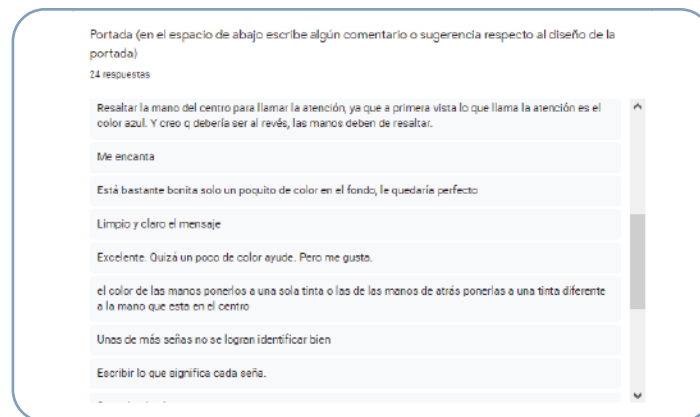 Portada (en el espacio de abajo escribe algún comentario o sugerencia respecto al diseño de la
portada)
24 respuestas
Resaltar la mano del centro para llamar la atención, ya que a primera vista lo que llama la atención es el
color azul. Y creo q debería ser al revés, las manos deben de resaltar.
Me encanta
Está bastante bonita solo un poquito de color en el fondo, le quedaría perfecto
Limpio y claro el mensaje
Excelente. Quizá un poco de color ayude. Pero me gusta.
el color de las manos ponerlos a una sola tinta o las de las manos de atrás ponerlas a una tinta diferente
a la mano que esta en el centro
Unas de más señas no se logran identificar bien
Escribir lo que significa cada seña.